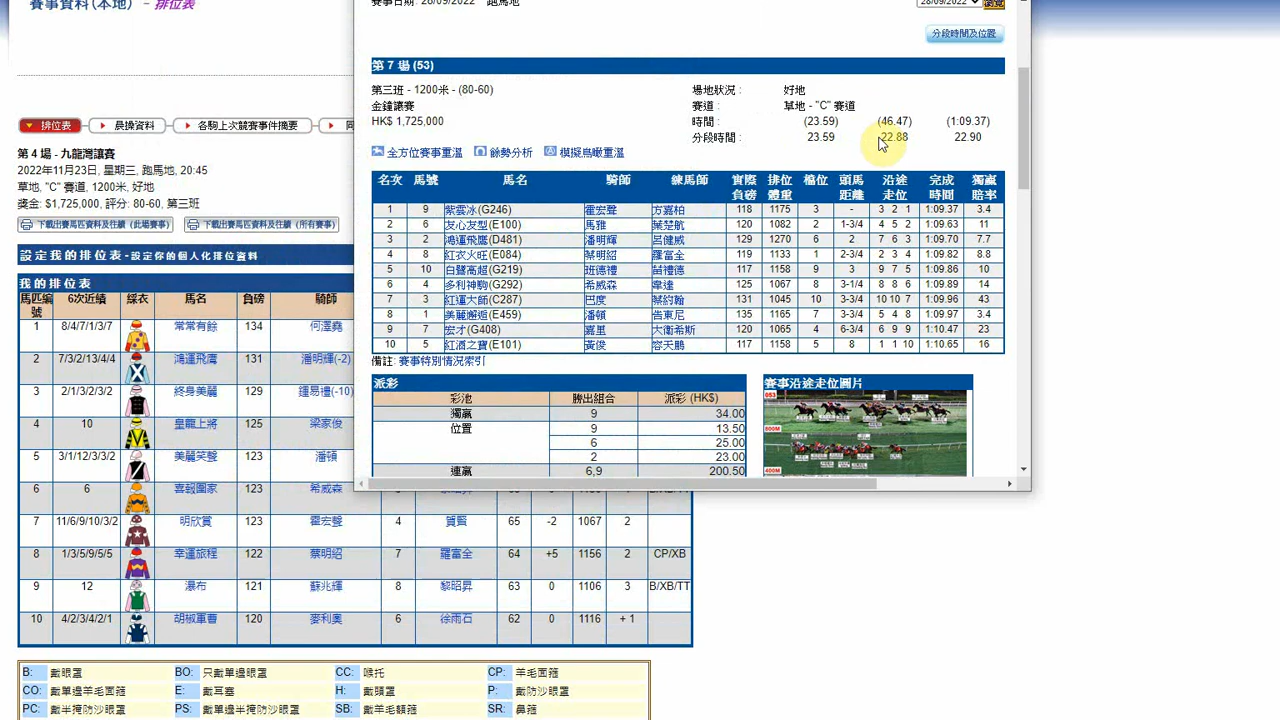 賽事資料(本地) - 排位表
排位表 晨操資料 各駒上次競賽事件摘要
第 4 場 - 九龍灣讓賽
2022年11月23日, 星期三, 跑馬地, 20:45
草地, "C" 賽道, 1200米, 好地
獎金: $1,725,000, 評分: 80-60, 第三班
下載出賽馬匹資料及往績 (此場賽事) 下載出賽馬匹資料及往績 (所有賽事)
設定我的排位表-設定你的個人化排位資料
我的排位表
馬匹編號 6次近績 綵衣 馬名 負磅 騎師
1 8/4/7/1/3/7 常常有餘 134 何澤堯
2 7/3/2/13/4/4 鴻運飛鷹 131 潘明輝(-2)
3 2/1/3/2/3/2 終身美麗 129 鍾易禮(-10)
4 10 皇龍上將 125 梁家俊
5 3/1/12/3/3/2 美麗笑聲 123 潘頓
6 6 喜報國家 123 希威森
7 11/6/9/10/3/2 明欣賞 123 霍宏聲 4 賀賢 65 -2 1067 2
8 1/3/5/9/5/5 幸運旅程 122 蔡明紹 7 羅富全 64 +5 1156 2 CP/XB
9 12 瀑布 121 蘇兆輝 8 黎昭昇 63 0 1106 3 B/XB/TT
10 4/2/3/4/2/1 胡椒軍曹 120 麥利奧 6 徐雨石 62 0 1116 + 1
B: 戴眼罩 BO: 只戴單邊眼罩 CC: 喉托 CP: 羊毛面箍
CO: 戴單邊羊毛面箍 E: 戴耳塞 H: 戴頭罩 P: 戴防沙眼罩
PC: 戴半掩防沙眼罩 PS: 戴單邊半掩防沙眼罩 SB: 戴羊毛額箍 SR: 鼻箍
賽事日期: 28/09/2022 跑馬地 28/09/2022 瀏覽
分段時間及位置
第 7 場 (53)
第三班 - 1200米 - (80-60) 場地狀況 : 好地
金鐘讓賽 賽道 : 草地 - "C" 賽道
HK$ 1,725,000 時間 : (23.59) (46.47) (1:09.37)
分段時間 : 23.59 22.88 22.90
全方位賽事重溫 餘勢分析 模擬鳥瞰重溫
名次 馬號 馬名 騎師 練馬師 實際負磅 排位體重 檔位 頭馬距離 沿途走位 完成時間 獨贏賠率
1 9 紫雲冰(G246) 霍宏聲 方嘉柏 118 1175 3 - 3 2 1 1:09.37 3.4
2 6 友心友型(E100) 馬雅 葉楚航 120 1082 2 1-3/4 4 5 2 1:09.63 11
3 2 鴻運飛鷹(D481) 潘明輝 呂健威 129 1270 6 2 7 6 3 1:09.70 7.7
4 8 紅衣火旺(E084) 蔡明紹 羅富全 119 1133 1 2-3/4 2 3 4 1:09.82 8.8
5 10 白鷺高超(G219) 班德禮 苗禮德 117 1158 9 3 9 7 5 1:09.86 10
6 4 多利神駒(G292) 希威森 韋達 125 1067 8 3-1/4 8 8 6 1:09.89 14
7 3 紅運大師(C287) 巴度 蔡約翰 131 1045 10 3-3/4 10 10 7 1:09.96 43
8 1 美麗邂逅(E459) 潘頓 告東尼 135 1165 7 3-3/4 5 4 8 1:09.97 3.4
9 7 宏才(G408) 嘉里 大衛希斯 120 1065 4 6-3/4 6 9 9 1:10.47 23
10 5 紅酒之寶(E101) 黃俊 容天鵬 119 1158 5 8 1 1 10 1:10.65 16
備註: 賽事特別情況索引
派彩 賽事沿途走位圖片
彩池 勝出組合 派彩 (HK$)
獨贏 9 34.00
位置 9 13.50
6 25.00
2 23.00
連贏 6,9 200.50
053
800M
400M